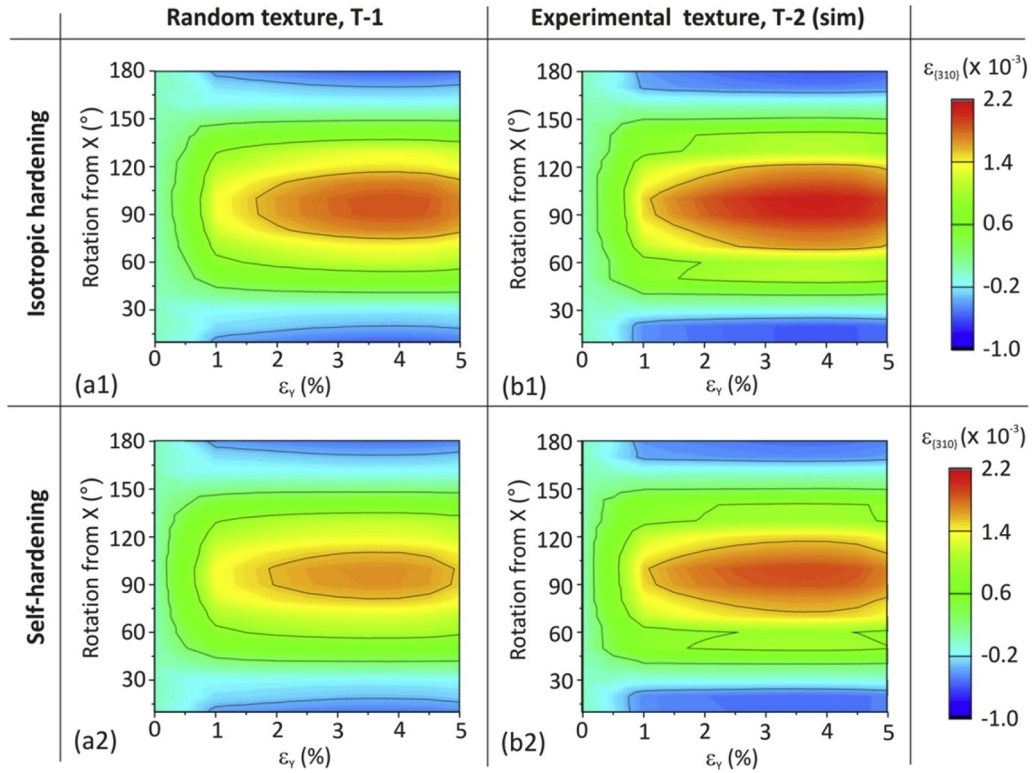 Random texture, T-1
Experimental texture, T-2 (sim)
Isotropic hardening
180
150
120
90
60
30
Rotation from X (°)
0 1 2 3 4 5
(a1)
εY (%)
180
150
120
90
60
30
Rotation from X (°)
0 1 2 3 4 5
(b1)
εY (%)
ε{310} (x 10-3)
2.2
1.4
0.6
-0.2
-1.0
Self-hardening
180
150
120
90
60
30
Rotation from X (°)
0 1 2 3 4 5
(a2)
εY (%)
180
150
120
90
60
30
Rotation from X (°)
0 1 2 3 4 5
(b2)
εY (%)
ε{310} (x 10-3)
2.2
1.4
0.6
-0.2
-1.0